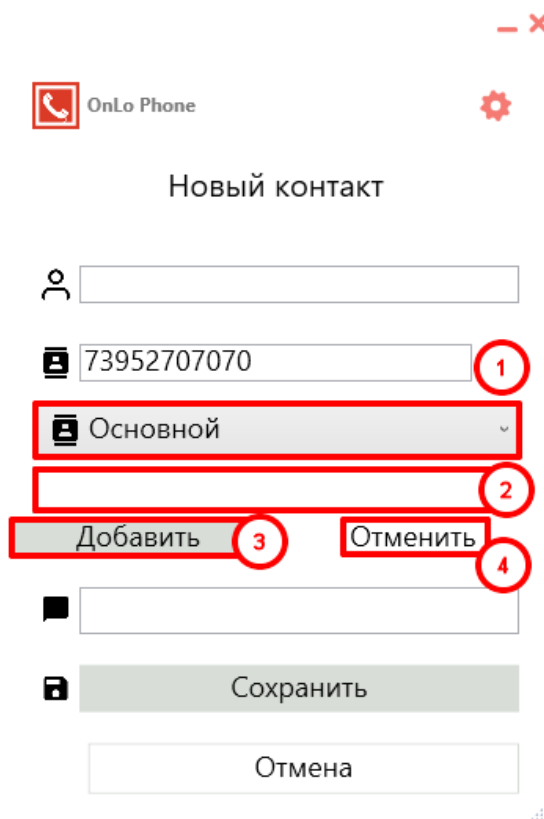 OnLo Phone
Новый контакт
73952707070
1
Основной
2
Добавить 3 Отменить
4
Сохранить
Отмена